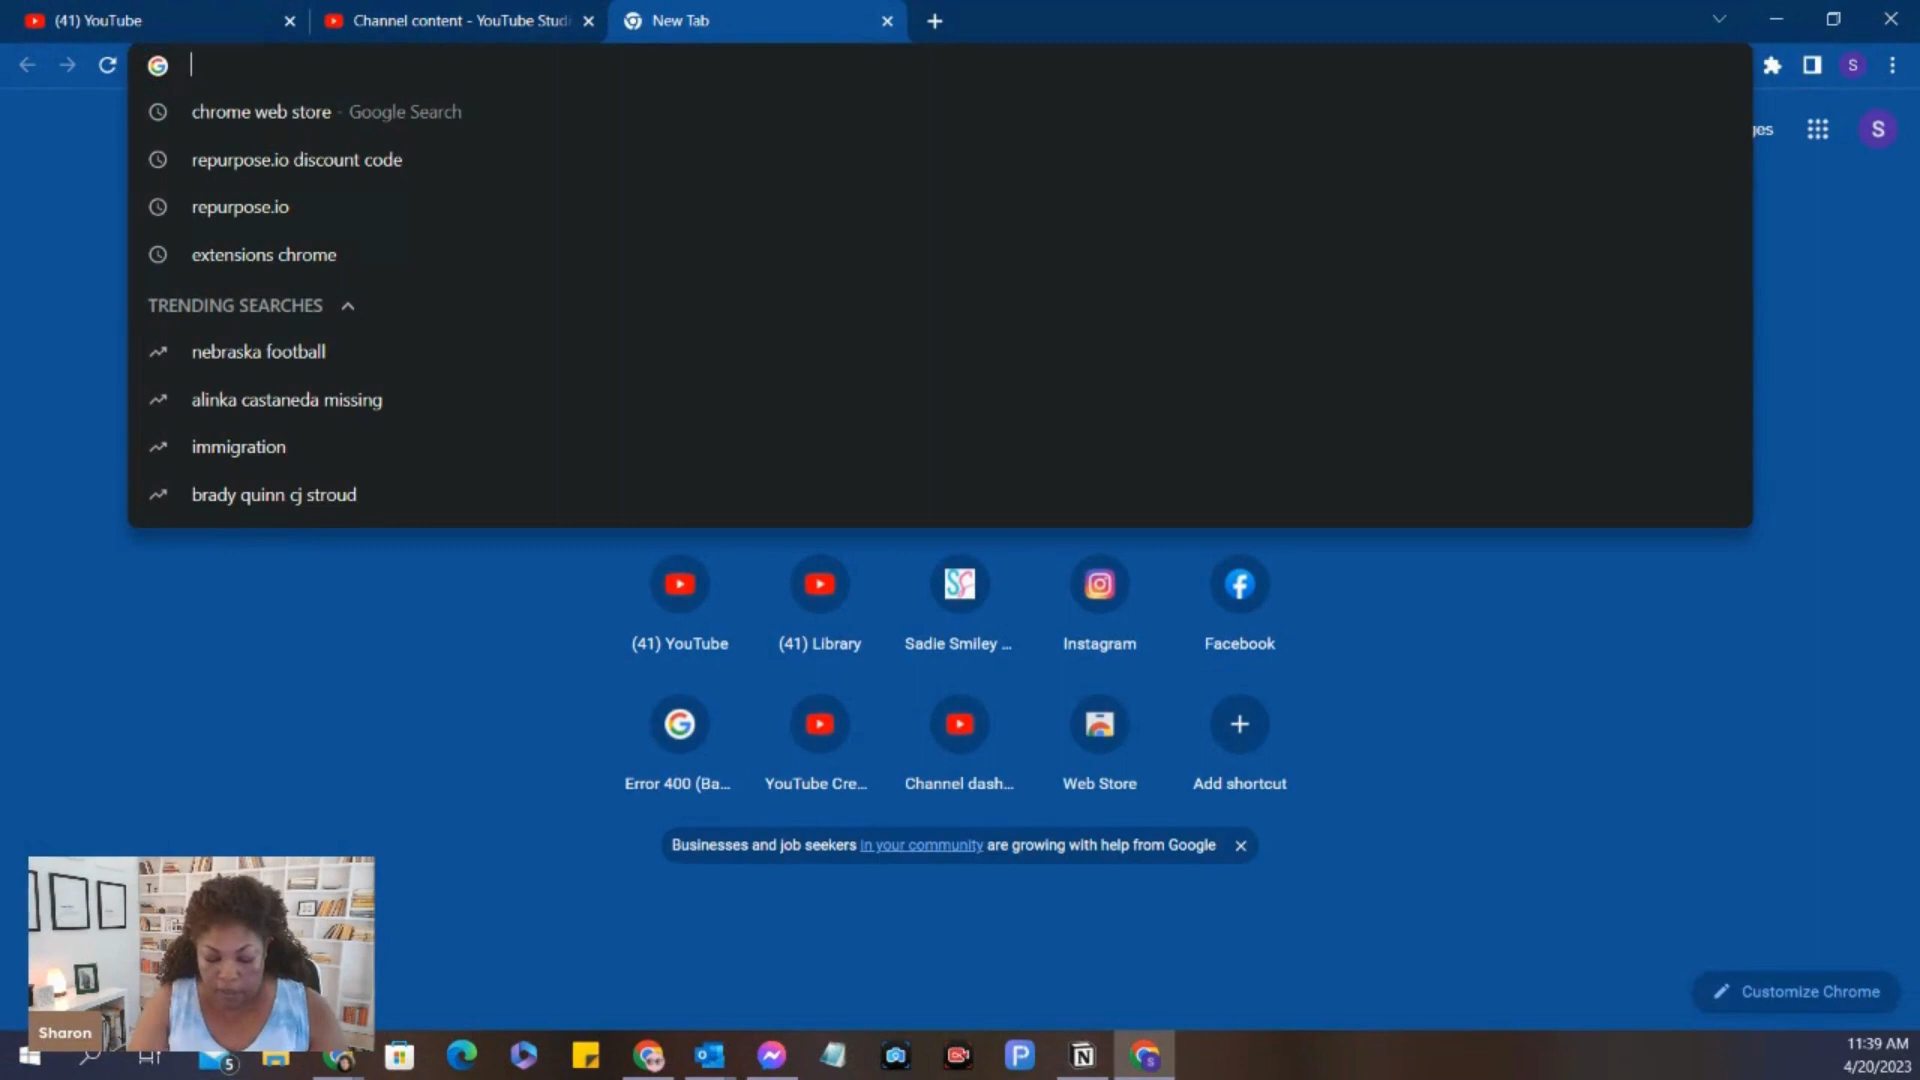 (41) YouTube
Channel content - YouTube Stud
New Tab
S
chrome web store - Google Search
repurpose.io discount code
repurpose.io
extensions chrome
TRENDING SEARCHES
nebraska football
alinka castaneda missing
immigration
brady quinn cj stroud
ges
S
(41) YouTube
(41) Library
Sadie Smiley ...
Instagram
Facebook
Error 400 (Ba...
YouTube Cre...
Channel dash...
Web Store
Add shortcut
Businesses and job seekers in your community are growing with help from Google
Customize Chrome
Sharon
5
11:39 AM
4/20/2023